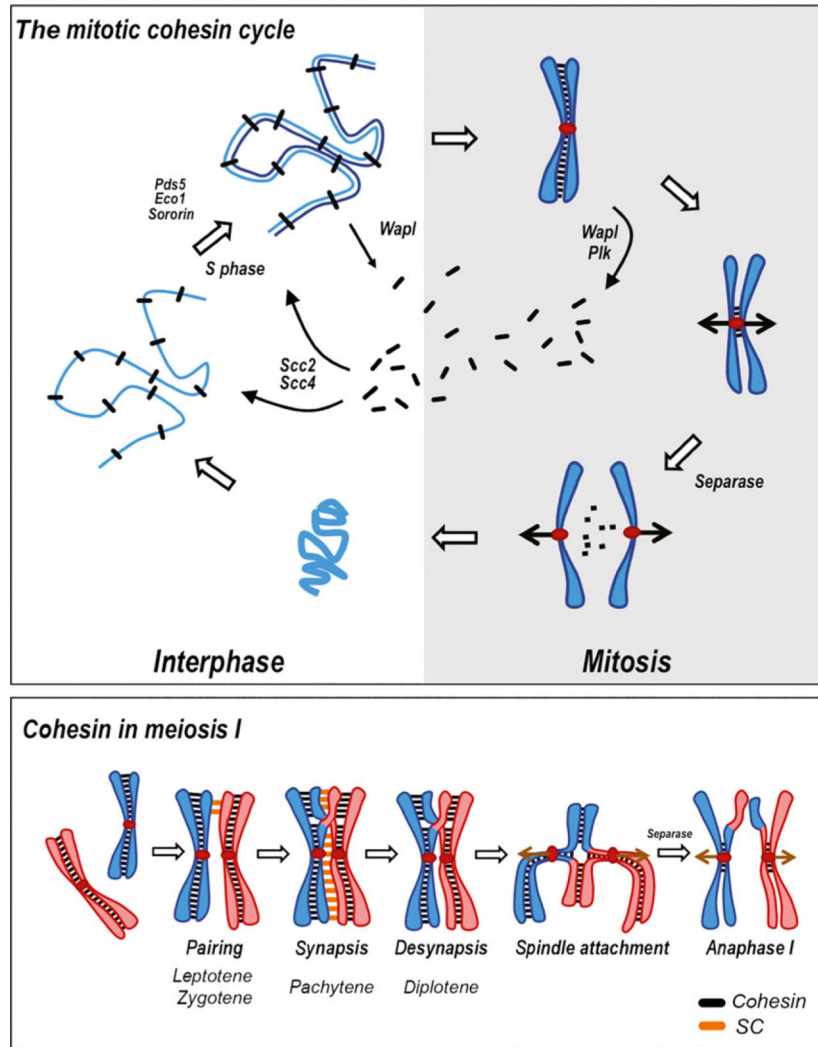 The mitotic cohesin cycle
Pds5
Eco1
Sororin
S phase
Wapl
Wapl
Plk
Scc2
Scc4
Separase
Interphase
Mitosis
Cohesin in meiosis I
Separase
Pairing
Synapsis
Desynapsis
Spindle attachment
Anaphase I
Leptotene
Zygotene
Pachytene
Diplotene
Cohesin
SC